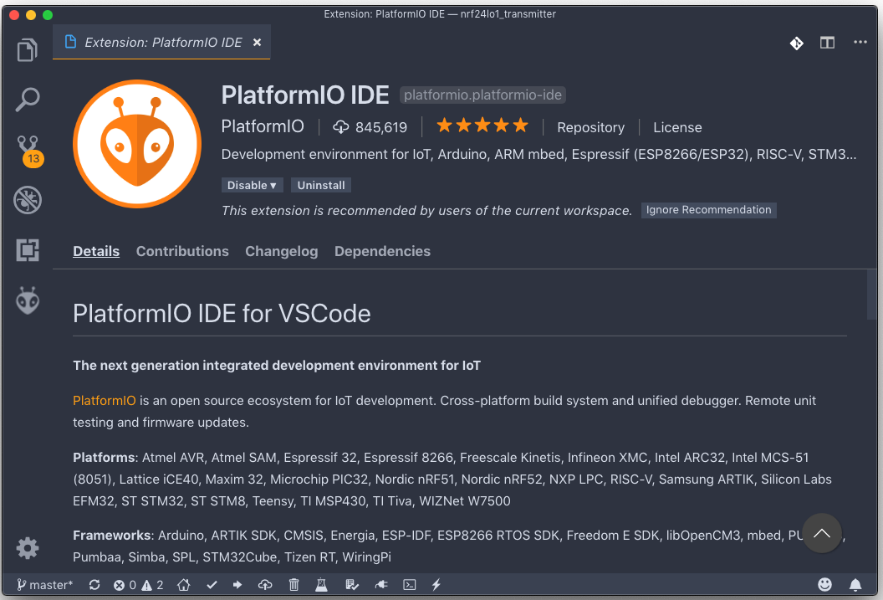 Extension: PlatformIO IDE — nrf24lo1_transmitter
Extension: PlatformIO IDE ×
PlatformIO IDE platformio.platformio-ide
PlatformIO 845,619 Repository License
Development environment for IoT, Arduino, ARM mbed, Espressif (ESP8266/ESP32), RISC-V, STM3...
Disable ▾ Uninstall
This extension is recommended by users of the current workspace. Ignore Recommendation
13
Details Contributions Changelog Dependencies
PlatformIO IDE for VSCode
The next generation integrated development environment for IoT
PlatformIO is an open source ecosystem for IoT development. Cross-platform build system and unified debugger. Remote unit
testing and firmware updates.
Platforms: Atmel AVR, Atmel SAM, Espressif 32, Espressif 8266, Freescale Kinetis, Infineon XMC, Intel ARC32, Intel MCS-51
(8051), Lattice iCE40, Maxim 32, Microchip PIC32, Nordic nRF51, Nordic nRF52, NXP LPC, RISC-V, Samsung ARTIK, Silicon Labs
EFM32, ST STM32, ST STM8, Teensy, TI MSP430, TI Tiva, WIZNet W7500
Frameworks: Arduino, ARTIK SDK, CMSIS, Energia, ESP-IDF, ESP8266 RTOS SDK, Freedom E SDK, libOpenCM3, mbed,
Pumbaa, Simba, SPL, STM32Cube, Tizen RT, WiringPi
master* 0 2